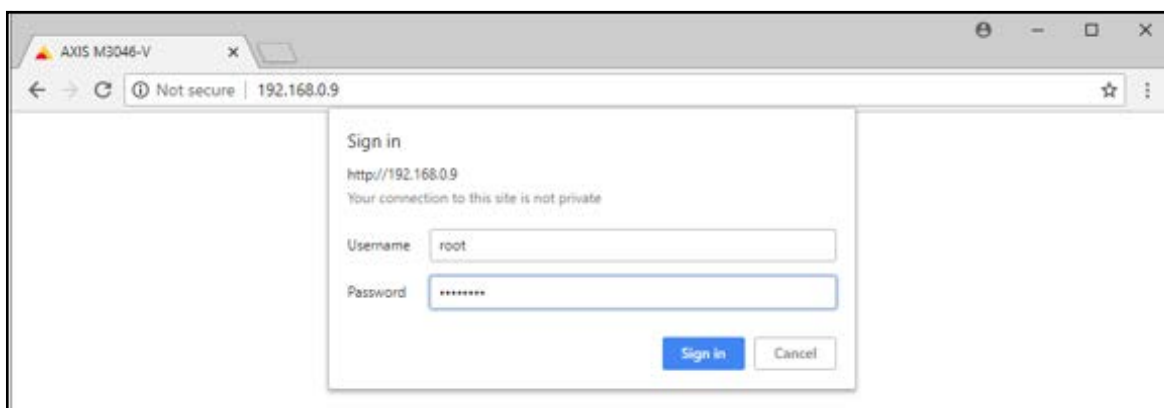 AXIS M3046-V
Not secure | 192.168.0.9
Sign in
http://192.168.0.9
Your connection to this site is not private
Username root
Password ••••••••
Sign in Cancel